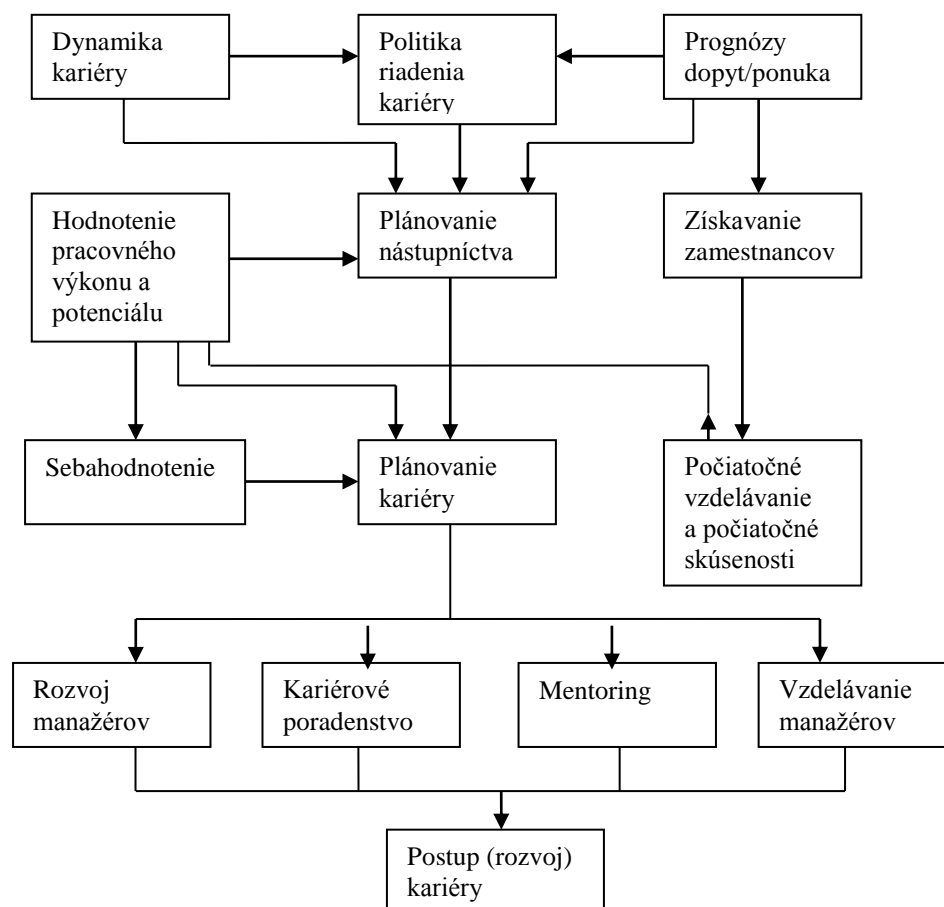 Dynamika
kariéry
Politika
riadenia
kariéry
Prognózy
dopyt/ponuka
Hodnotenie
pracovného
výkonu a
potenciálu
Plánovanie
nástupníctva
Získavanie
zamestnancov
Sebahodnotenie
Plánovanie
kariéry
Počiatočné
vzdelávanie
a počiatočné
skúsenosti
Rozvoj
manažérov
Kariérové
poradenstvo
Mentoring
Vzdelávanie
manažérov
Postup (rozvoj)
kariéry